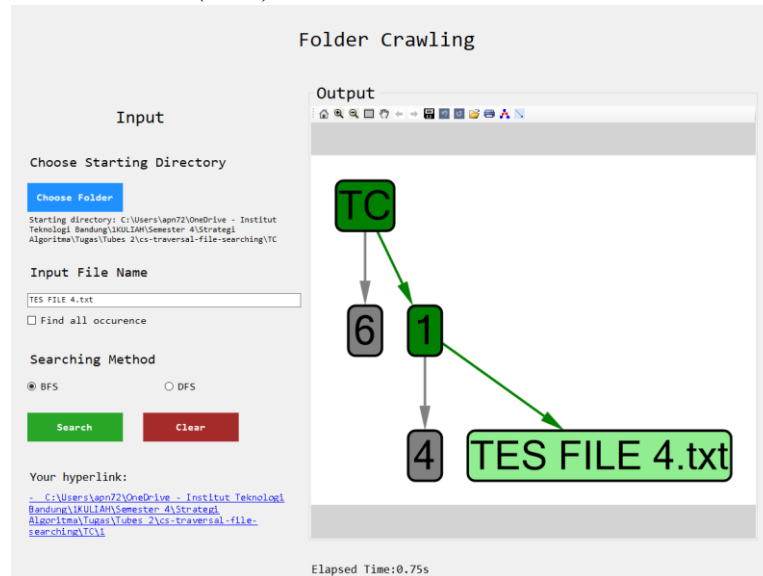 Folder Crawling
Input
Choose Starting Directory
Choose Folder
Starting directory: C:\Users\apn72\OneDrive - Institut
Teknologi Bandung\1KULIAH\Semester 4\Strategi
Algoritma\Tugas\Tubes 2\cs-traversal-file-searching\TC
Input File Name
TES FILE 4.txt
Find all occurence
Searching Method
BFS
DFS
Search
Clear
Your hyperlink:
- C:\Users\apn72\OneDrive - Institut Teknologi
Bandung\1KULIAH\Semester 4\Strategi
Algoritma\Tugas\Tubes 2\cs-traversal-file-
searching\TC\1
Output
TC
6
1
4
TES FILE 4.txt
Elapsed Time:0.75s